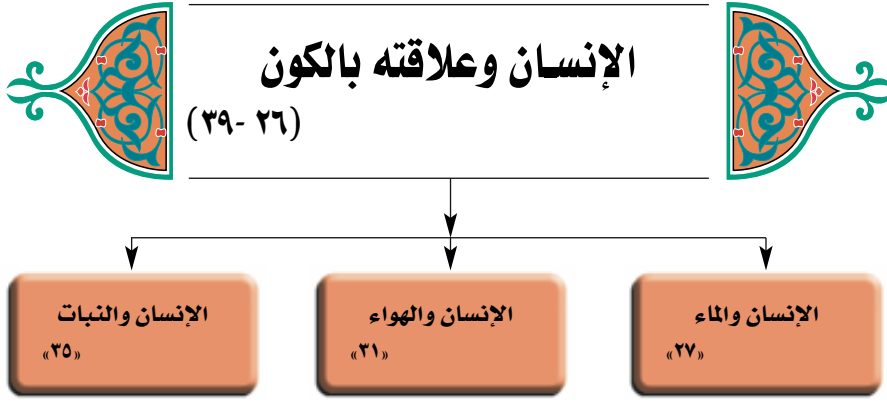 الإنسان وعلاقته بالكون
(٢٦ -٣٩)
الإنسان والماء
«٢٧»
الإنسان والهواء
«٣١»
الإنسان والنبات
«٣٥»